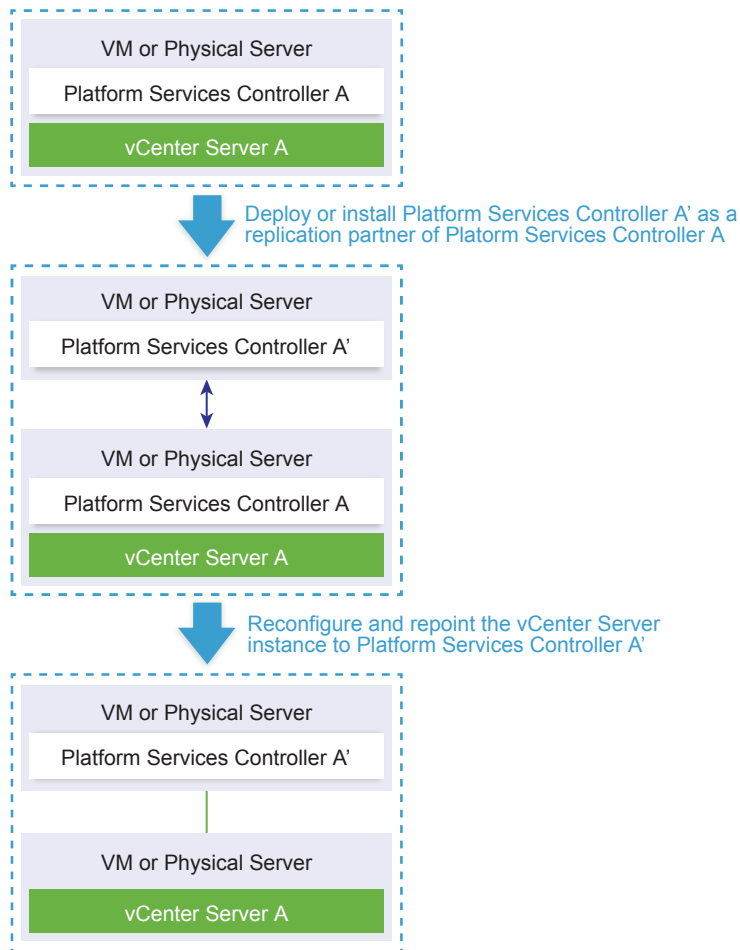 VM or Physical Server
Platform Services Controller A
vCenter Server A
Deploy or install Platform Services Controller A’ as a
replication partner of Platorm Services Controller A
VM or Physical Server
Platform Services Controller A’
VM or Physical Server
Platform Services Controller A
vCenter Server A
Reconfigure and repoint the vCenter Server
instance to Platform Services Controller A’
VM or Physical Server
Platform Services Controller A’
VM or Physical Server
vCenter Server A